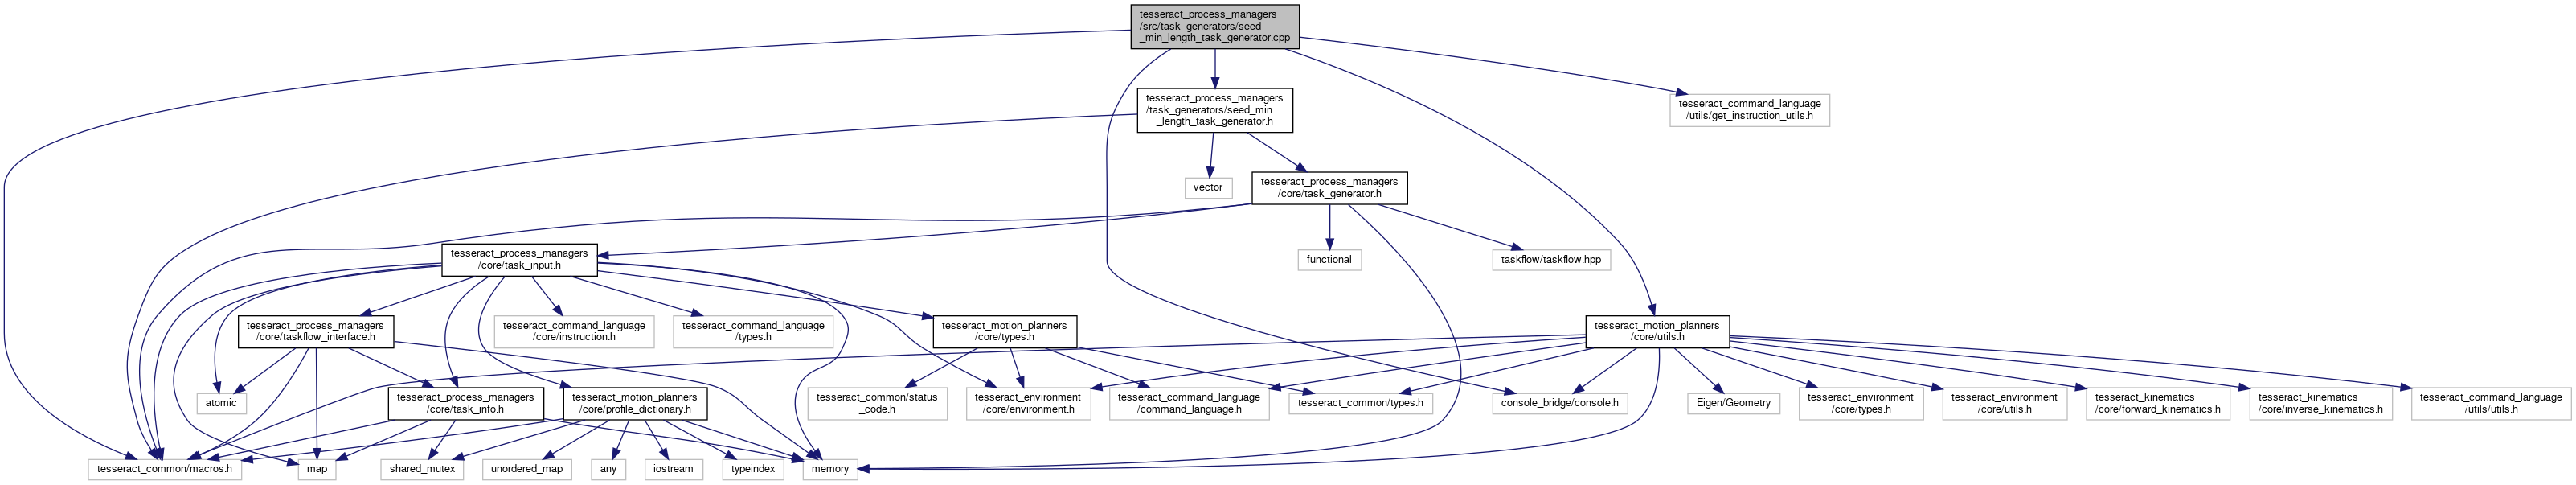 tesseract_process_managers
/src/task_generators/seed
_min_length_task_generator.cpp
tesseract_process_managers
/task_generators/seed_min
_length_task_generator.h
tesseract_command_language
/utils/get_instruction_utils.h
vector
tesseract_process_managers
/core/task_generator.h
tesseract_process_managers
/core/task_input.h
functional
taskflow/taskflow.hpp
tesseract_process_managers
/core/taskflow_interface.h
tesseract_command_language
/core/instruction.h
tesseract_command_language
/types.h
tesseract_motion_planners
/core/types.h
tesseract_motion_planners
/core/utils.h
atomic
tesseract_process_managers
/core/task_info.h
tesseract_motion_planners
/core/profile_dictionary.h
tesseract_common/status
_code.h
tesseract_environment
/core/environment.h
tesseract_command_language
/command_language.h
tesseract_common/types.h
console_bridge/console.h
Eigen/Geometry
tesseract_environment
/core/types.h
tesseract_environment
/core/utils.h
tesseract_kinematics
/core/forward_kinematics.h
tesseract_kinematics
/core/inverse_kinematics.h
tesseract_command_language
/utils/utils.h
tesseract_common/macros.h
map
shared_mutex
unordered_map
any
iostream
typeindex
memory